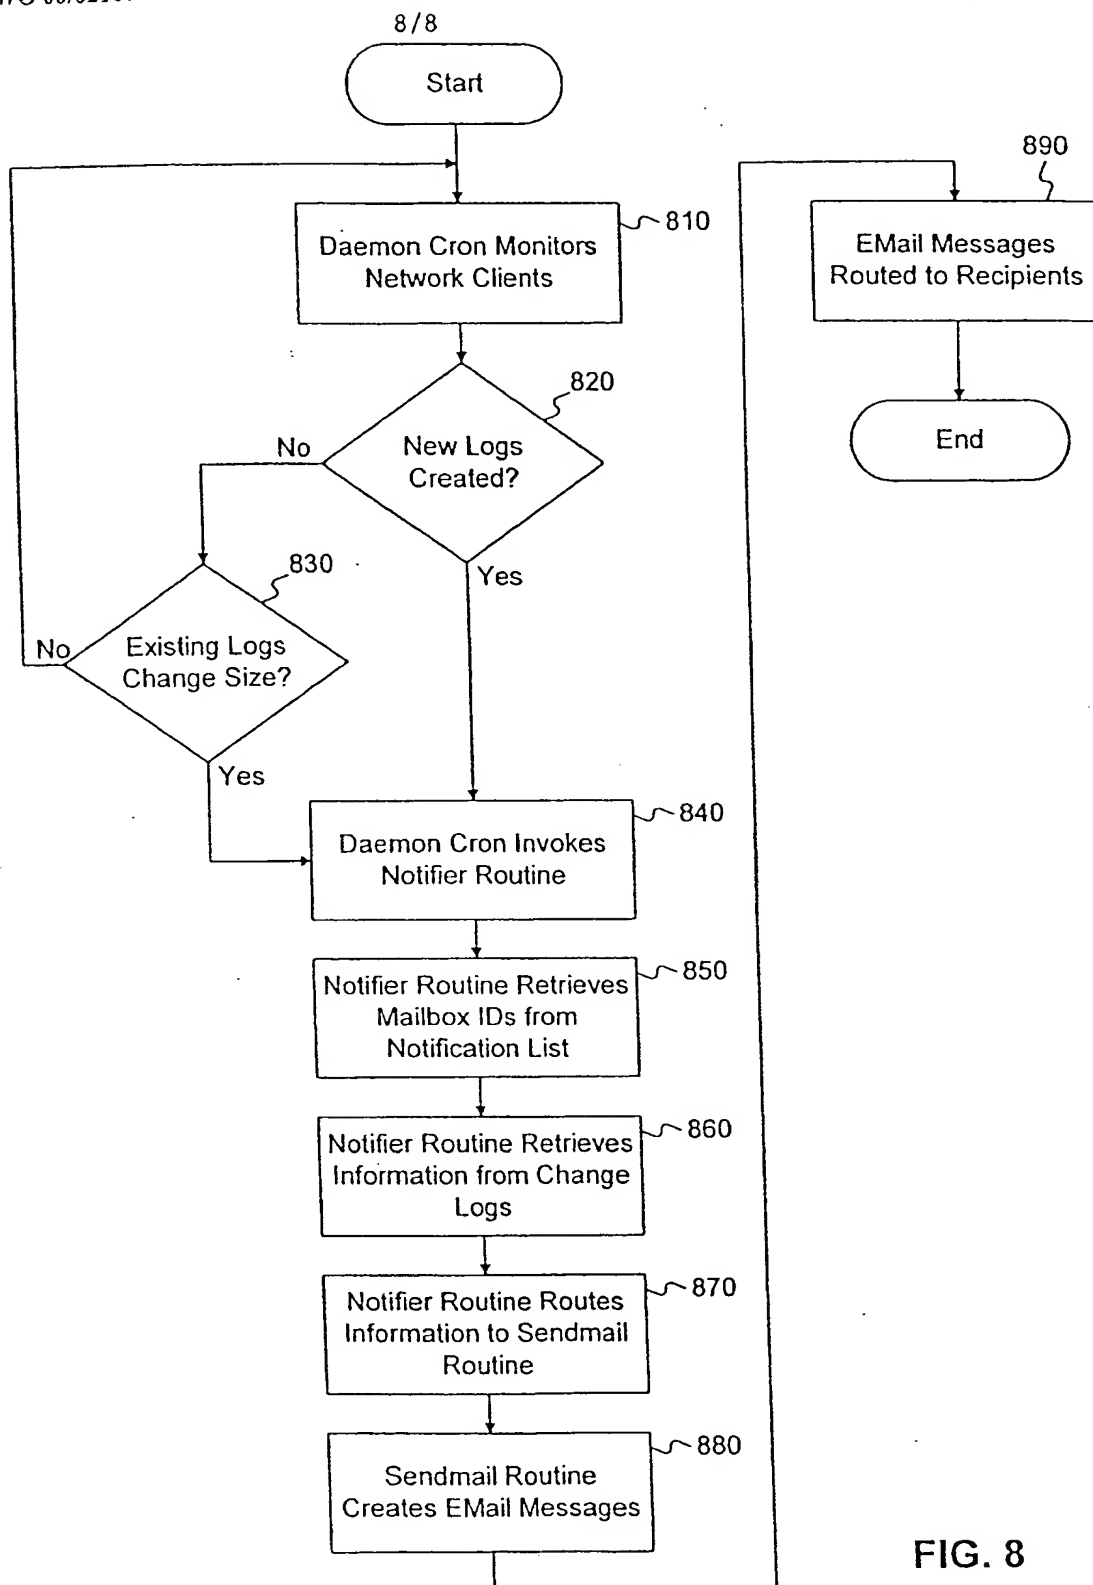 8/8
Start
810
Daemon Cron Monitors
Network Clients
820
New Logs
Created?
No
Yes
830
Existing Logs
Change Size?
No
Yes
840
Daemon Cron Invokes
Notifier Routine
850
Notifier Routine Retrieves
Mailbox IDs from
Notification List
860
Notifier Routine Retrieves
Information from Change
Logs
870
Notifier Routine Routes
Information to Sendmail
Routine
880
Sendmail Routine
Creates EMail Messages
890
EMail Messages
Routed to Recipients
End
FIG. 8